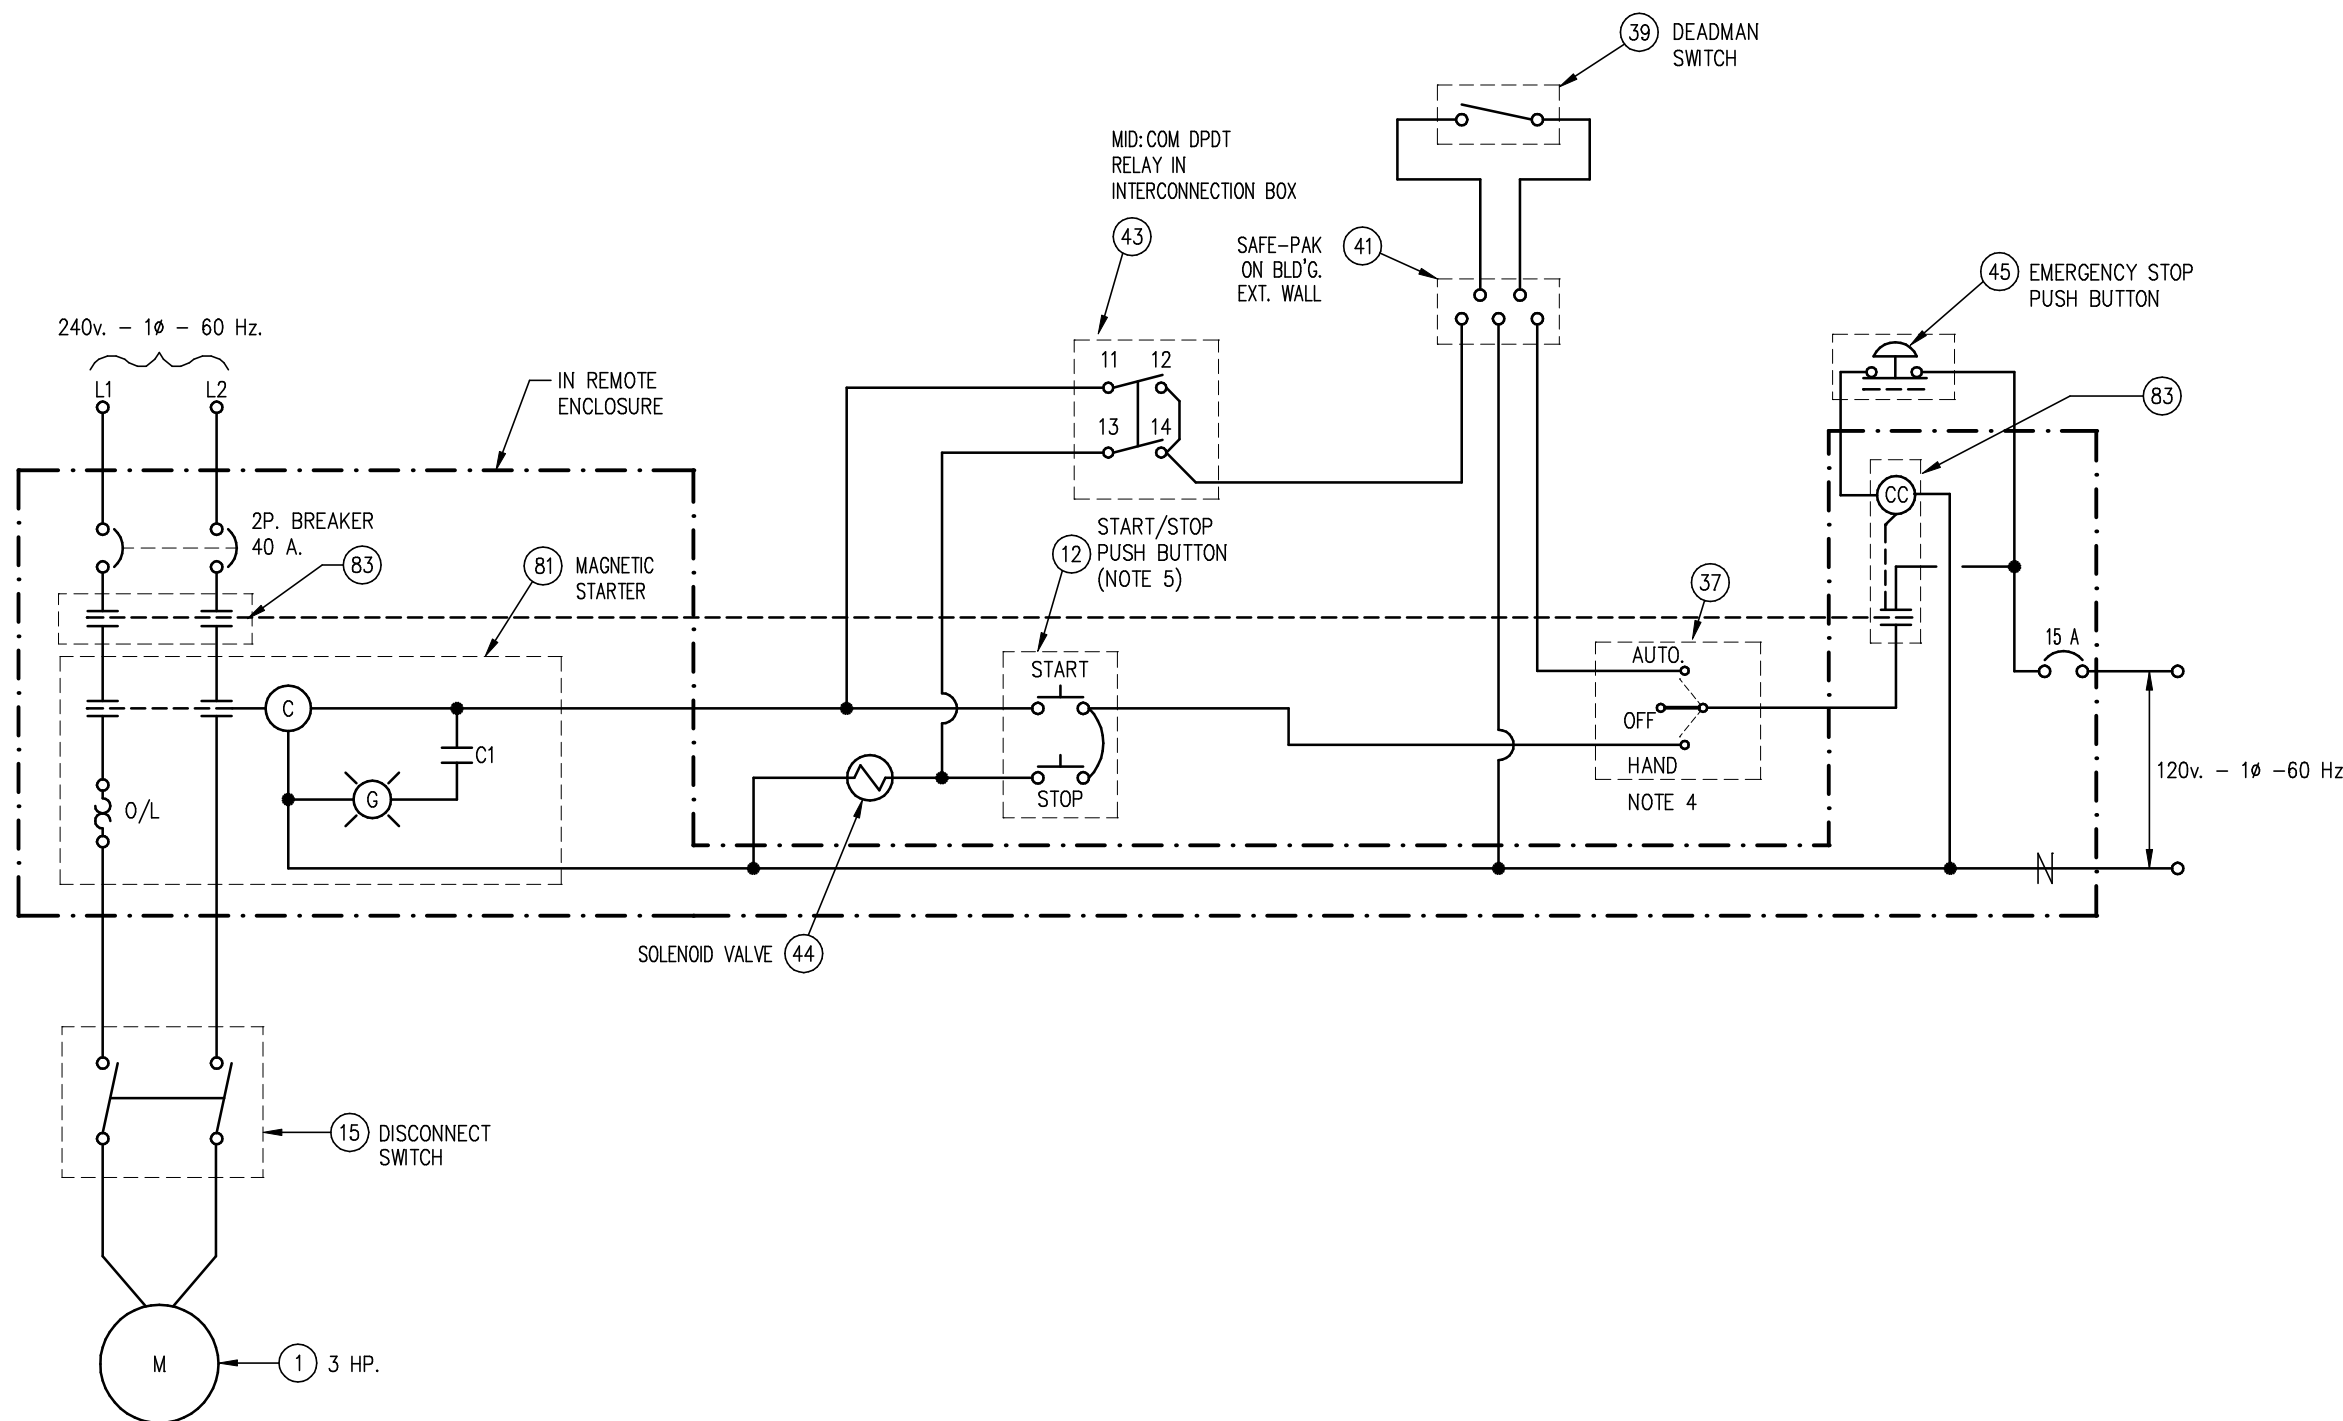 39 DEADMAN
SWITCH
MID:COM DPDT
RELAY IN
INTERCONNECTION BOX
43
SAFE-PAK 41
ON BLD'G.
EXT. WALL
45 EMERGENCY STOP
PUSH BUTTON
240v. - 1ø - 60 Hz.
L1 L2
IN REMOTE
ENCLOSURE
11 12
13 14
83
CC
2P. BREAKER
40 A.
83
81 MAGNETIC
STARTER
START/STOP
12 PUSH BUTTON
(NOTE 5)
37
15 A
START
AUTO.
C
OFF
C1
HAND
120v. - 1ø -60 Hz
G
STOP
NOTE 4
O/L
N
SOLENOID VALVE 44
15 DISCONNECT
SWITCH
M
1 3 HP.